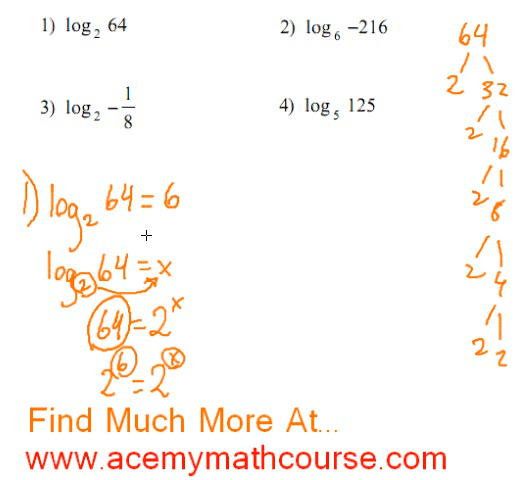 1) log₂ 64
2) log₆ −216
3) log₂ −1/8
4) log₅ 125
1) log₂ 64 = 6
log₂ 64 = x
64 = 2ˣ
2⁶ = 2ˣ
64
2 32
2 16
2 8
2 4
2 2
Find Much More At...
www.acemymathcourse.com